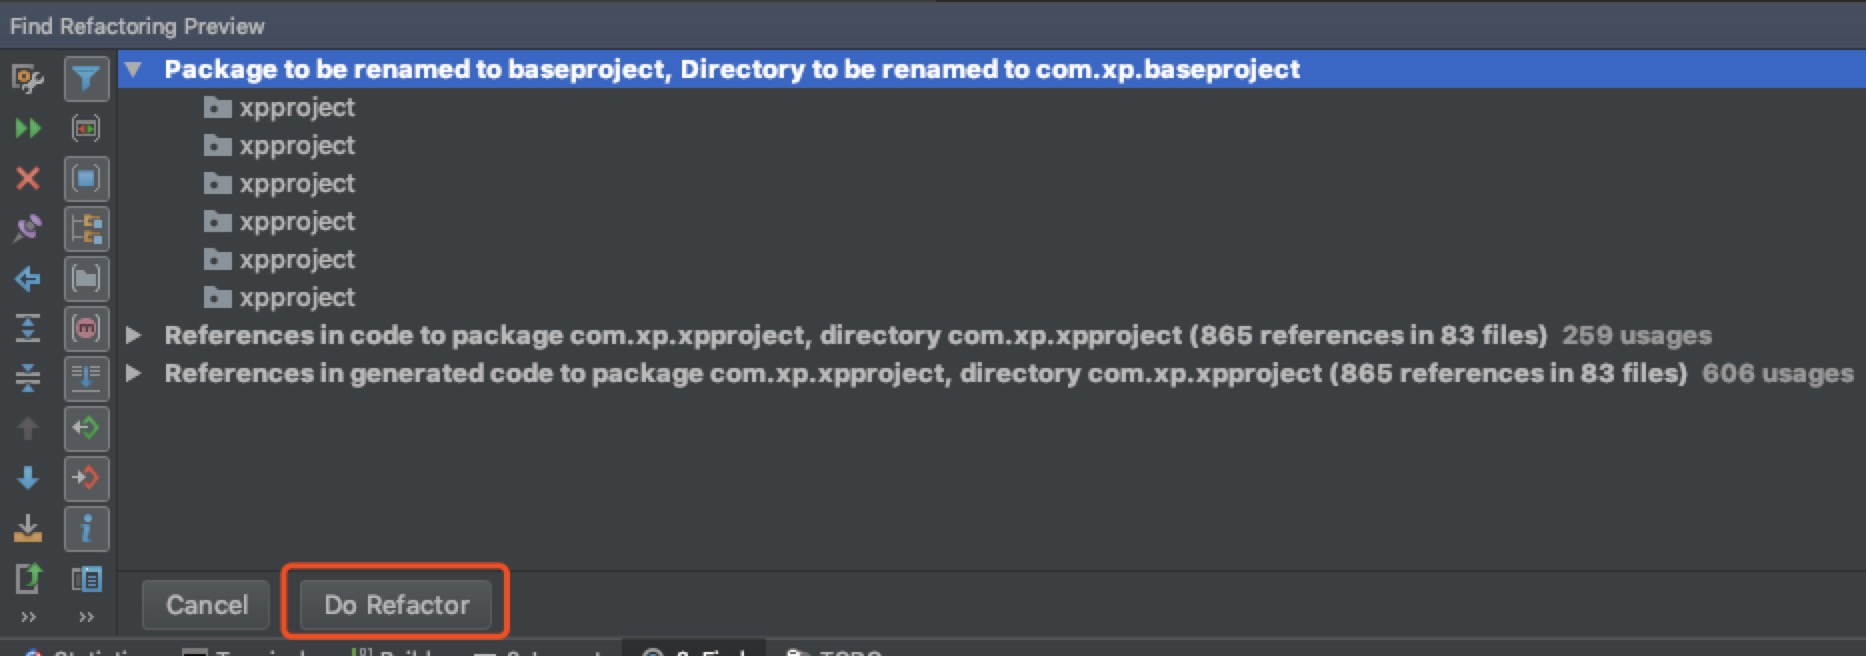 Find Refactoring Preview
Package to be renamed to baseproject, Directory to be renamed to com.xp.baseproject
xpproject
xpproject
xpproject
xpproject
xpproject
xpproject
References in code to package com.xp.xpproject, directory com.xp.xpproject (865 references in 83 files) 259 usages
References in generated code to package com.xp.xpproject, directory com.xp.xpproject (865 references in 83 files) 606 usages
Cancel Do Refactor